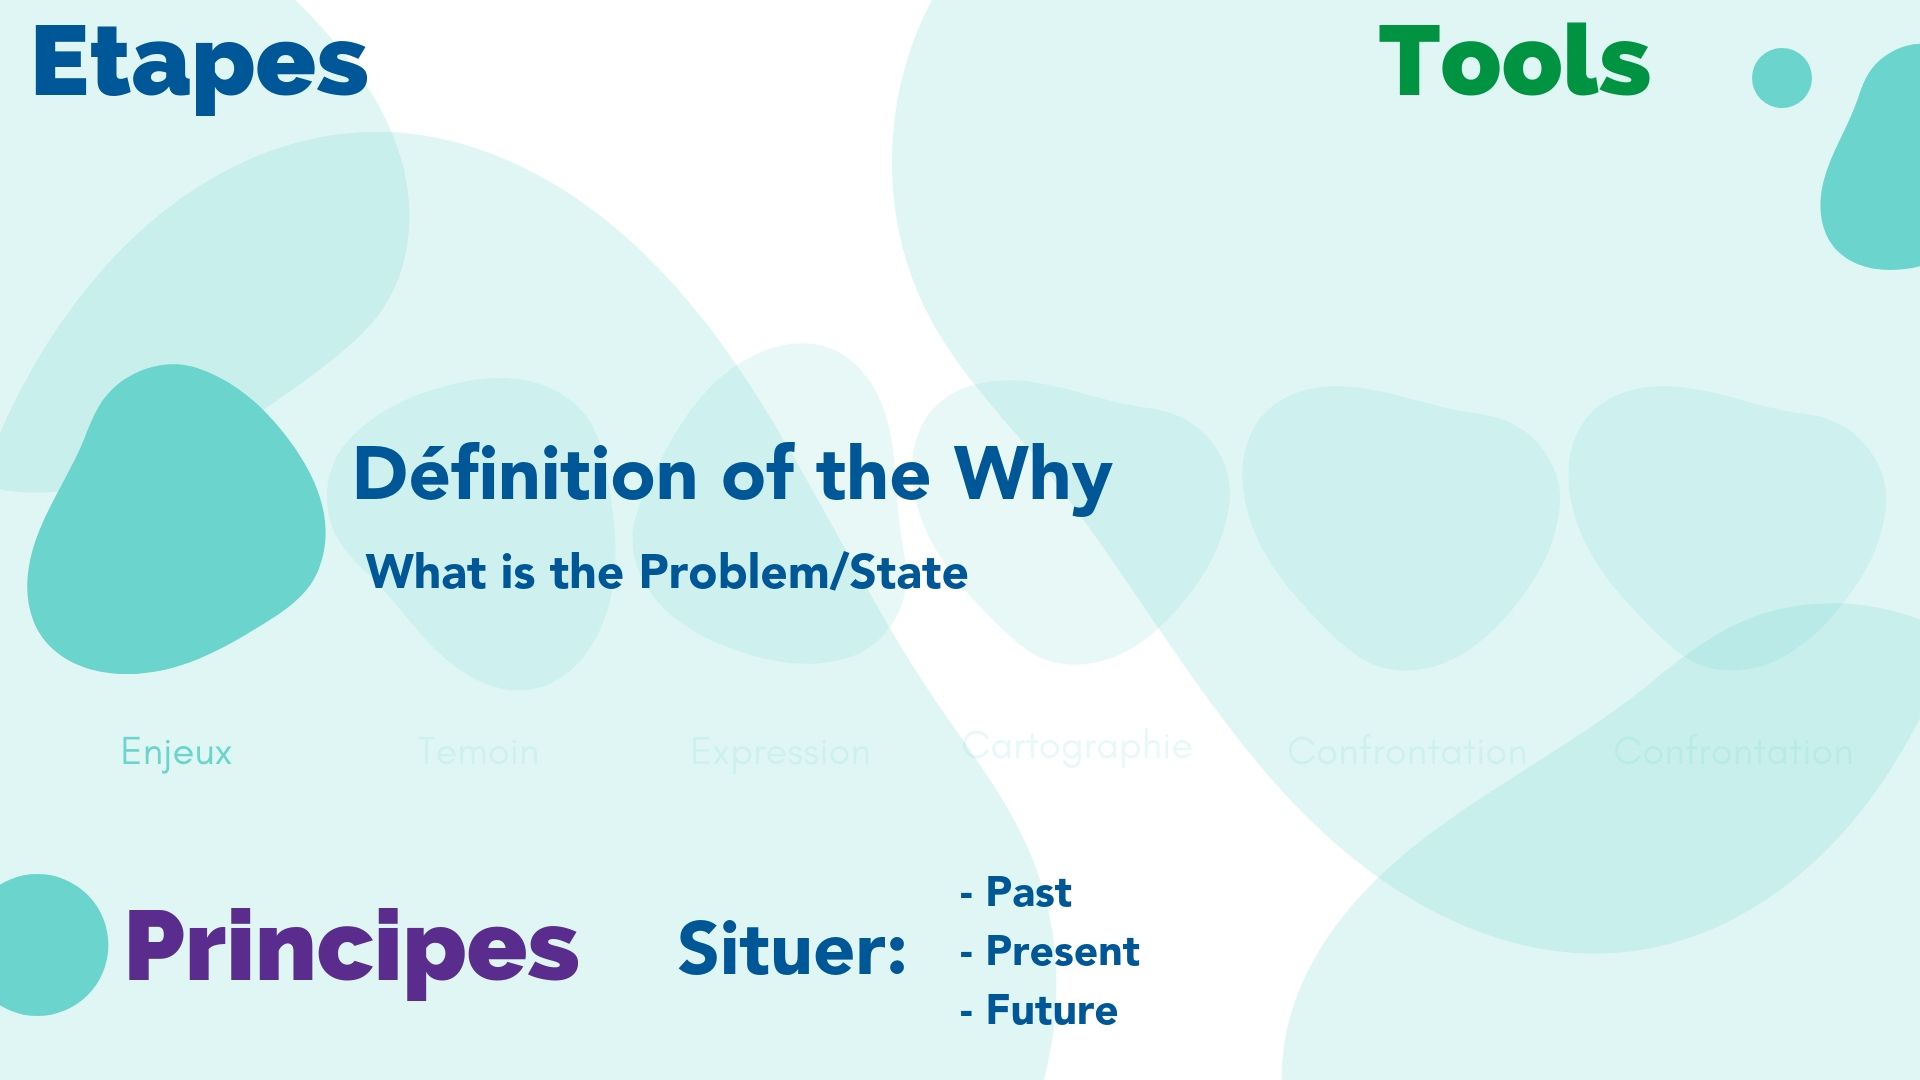 Etapes
Tools
Définition of the Why
What is the Problem/State
Enjeux
Temoin
Expression
Cartographie
Confrontation
Confrontation
Principes
Situer:
- Past
- Present
- Future